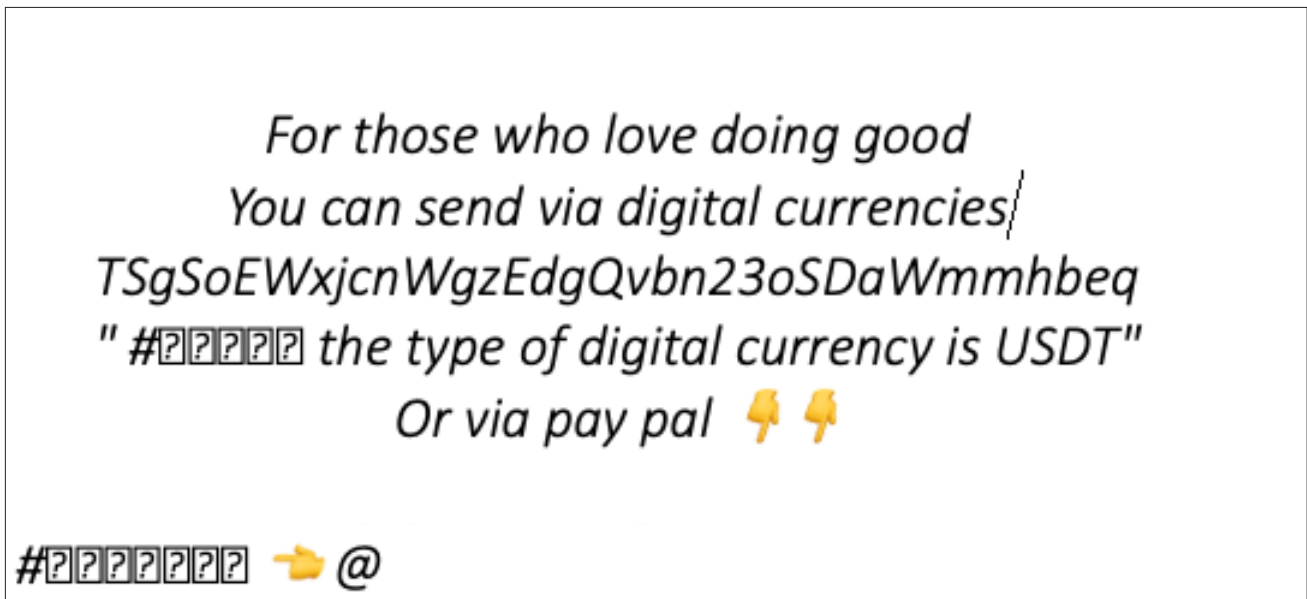 For those who love doing good
You can send via digital currencies/
TSgSoEWxjcnWgzEdgQvbn23oSDaWmmhbeq
" # the type of digital currency is USDT"
Or via pay pal 👇👇
# 👈@